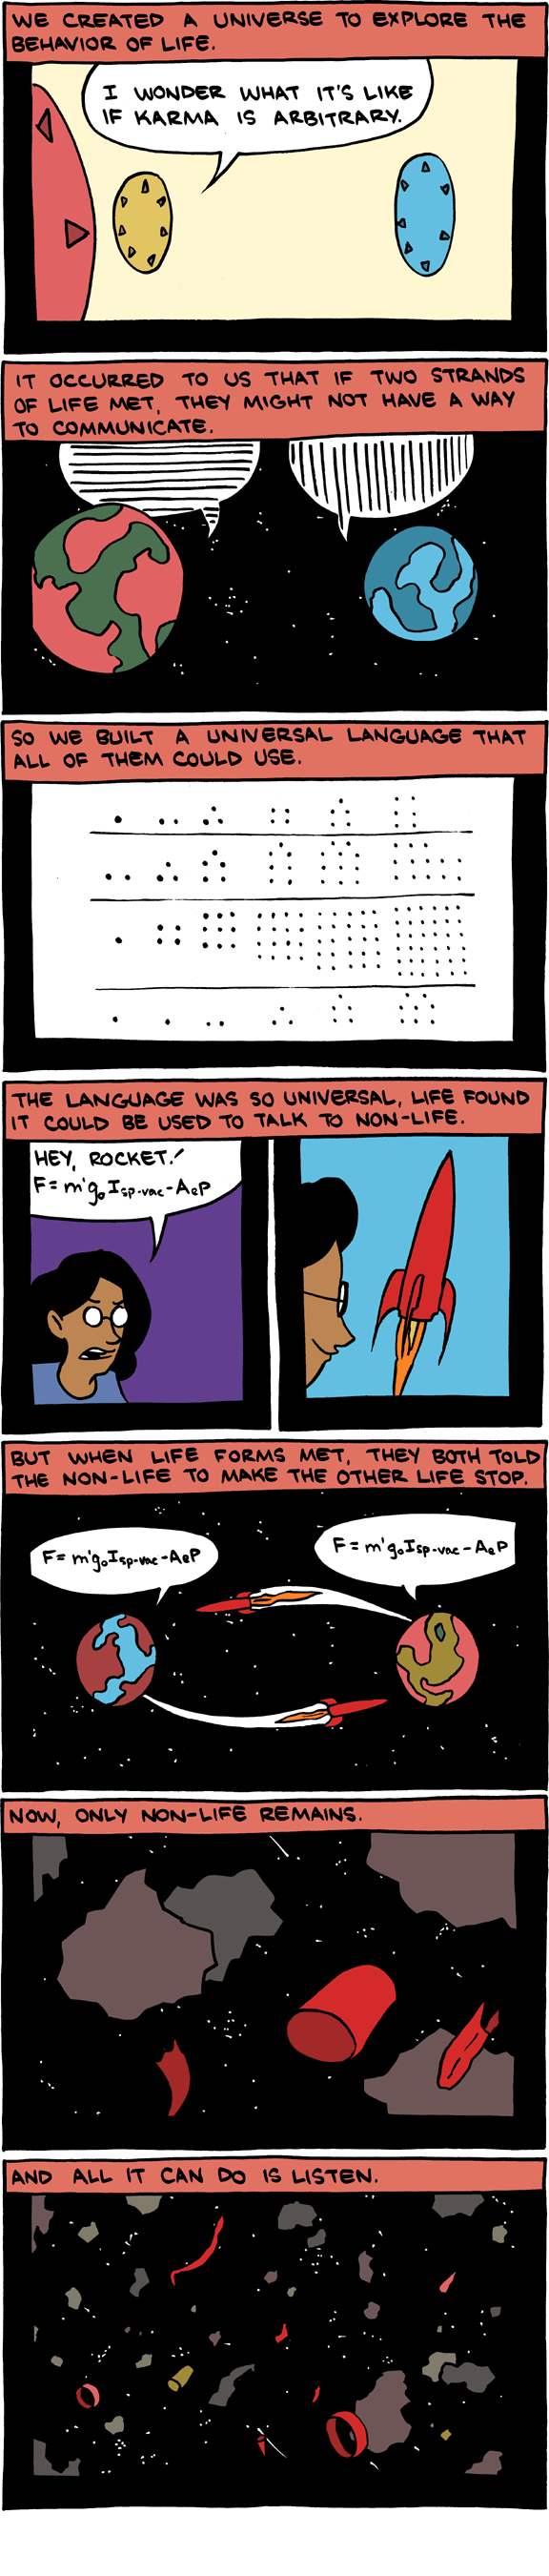 WE CREATED A UNIVERSE TO EXPLORE THE
BEHAVIOR OF LIFE.
I WONDER WHAT IT'S LIKE
IF KARMA IS ARBITRARY.
IT OCCURRED TO US THAT IF TWO STRANDS
OF LIFE MET, THEY MIGHT NOT HAVE A WAY
TO COMMUNICATE.
SO WE BUILT A UNIVERSAL LANGUAGE THAT
ALL OF THEM COULD USE.
THE LANGUAGE WAS SO UNIVERSAL, LIFE FOUND
IT COULD BE USED TO TALK TO NON-LIFE.
HEY, ROCKET!
F=m'g₀Isp-vac-AeP
BUT WHEN LIFE FORMS MET, THEY BOTH TOLD
THE NON-LIFE TO MAKE THE OTHER LIFE STOP.
F=m'g₀Isp-vac-AeP
F=m'g₀Isp-vac-AeP
NOW, ONLY NON-LIFE REMAINS.
AND ALL IT CAN DO IS LISTEN.